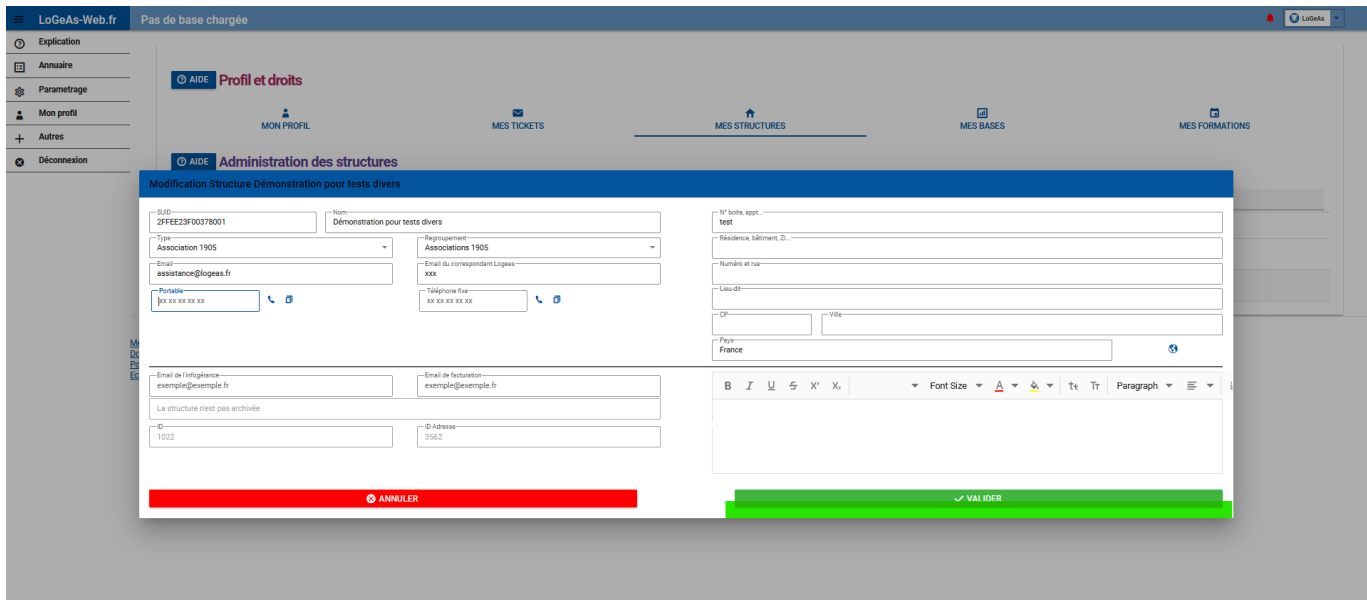 LoGeAs-Web.fr
Pas de base chargée
LoGeAs
Explication
Annuaire
Parametrage
Mon profil
Autres
Déconnexion
AIDE Profil et droits
MON PROFIL
MES TICKETS
MES STRUCTURES
MES BASES
MES FORMATIONS
AIDE Administration des structures
Modification Structure Démonstration pour tests divers
SUID
2FFEE23F00378001
Nom
Démonstration pour tests divers
Type
Association 1905
Regroupement
Associations 1905
Email
assistance@logeas.fr
Email du correspondant Logeas
xxx
Portable
xx xx xx xx xx
Téléphone fixe
xx xx xx xx xx
N° boite, appt...
test
Résidence, bâtiment, ZI...
Numéro et rue
Lieu-dit
CP
Ville
Pays
France
Email de l'infogérance
exemple@exemple.fr
Email de facturation
exemple@exemple.fr
La structure n'est pas archivée
ID
1022
ID Adresse
3562
B I U S X² X₂ Font Size A Tt TT Paragraph
ANNULER
VALIDER